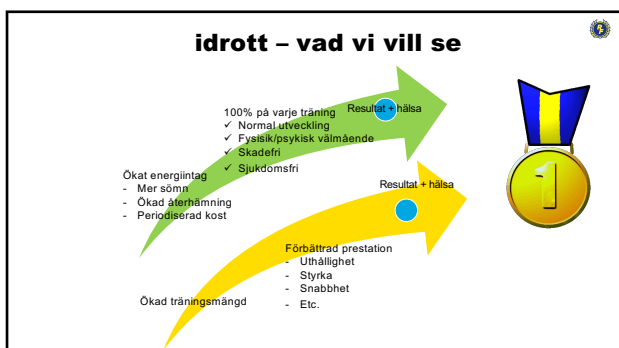 idrott – vad vi vill se
100% på varje träning
✓ Normal utveckling
✓ Fysisik/psykisk välmående
✓ Skadefri
✓ Sjukdomsfri
Resultat + hälsa
Ökat energiintag
- Mer sömn
- Ökad återhämning
- Periodiserad kost
Resultat + hälsa
Förbättrad prestation
- Uthållighet
- Styrka
- Snabbhet
- Etc.
Ökad träningsmängd
1